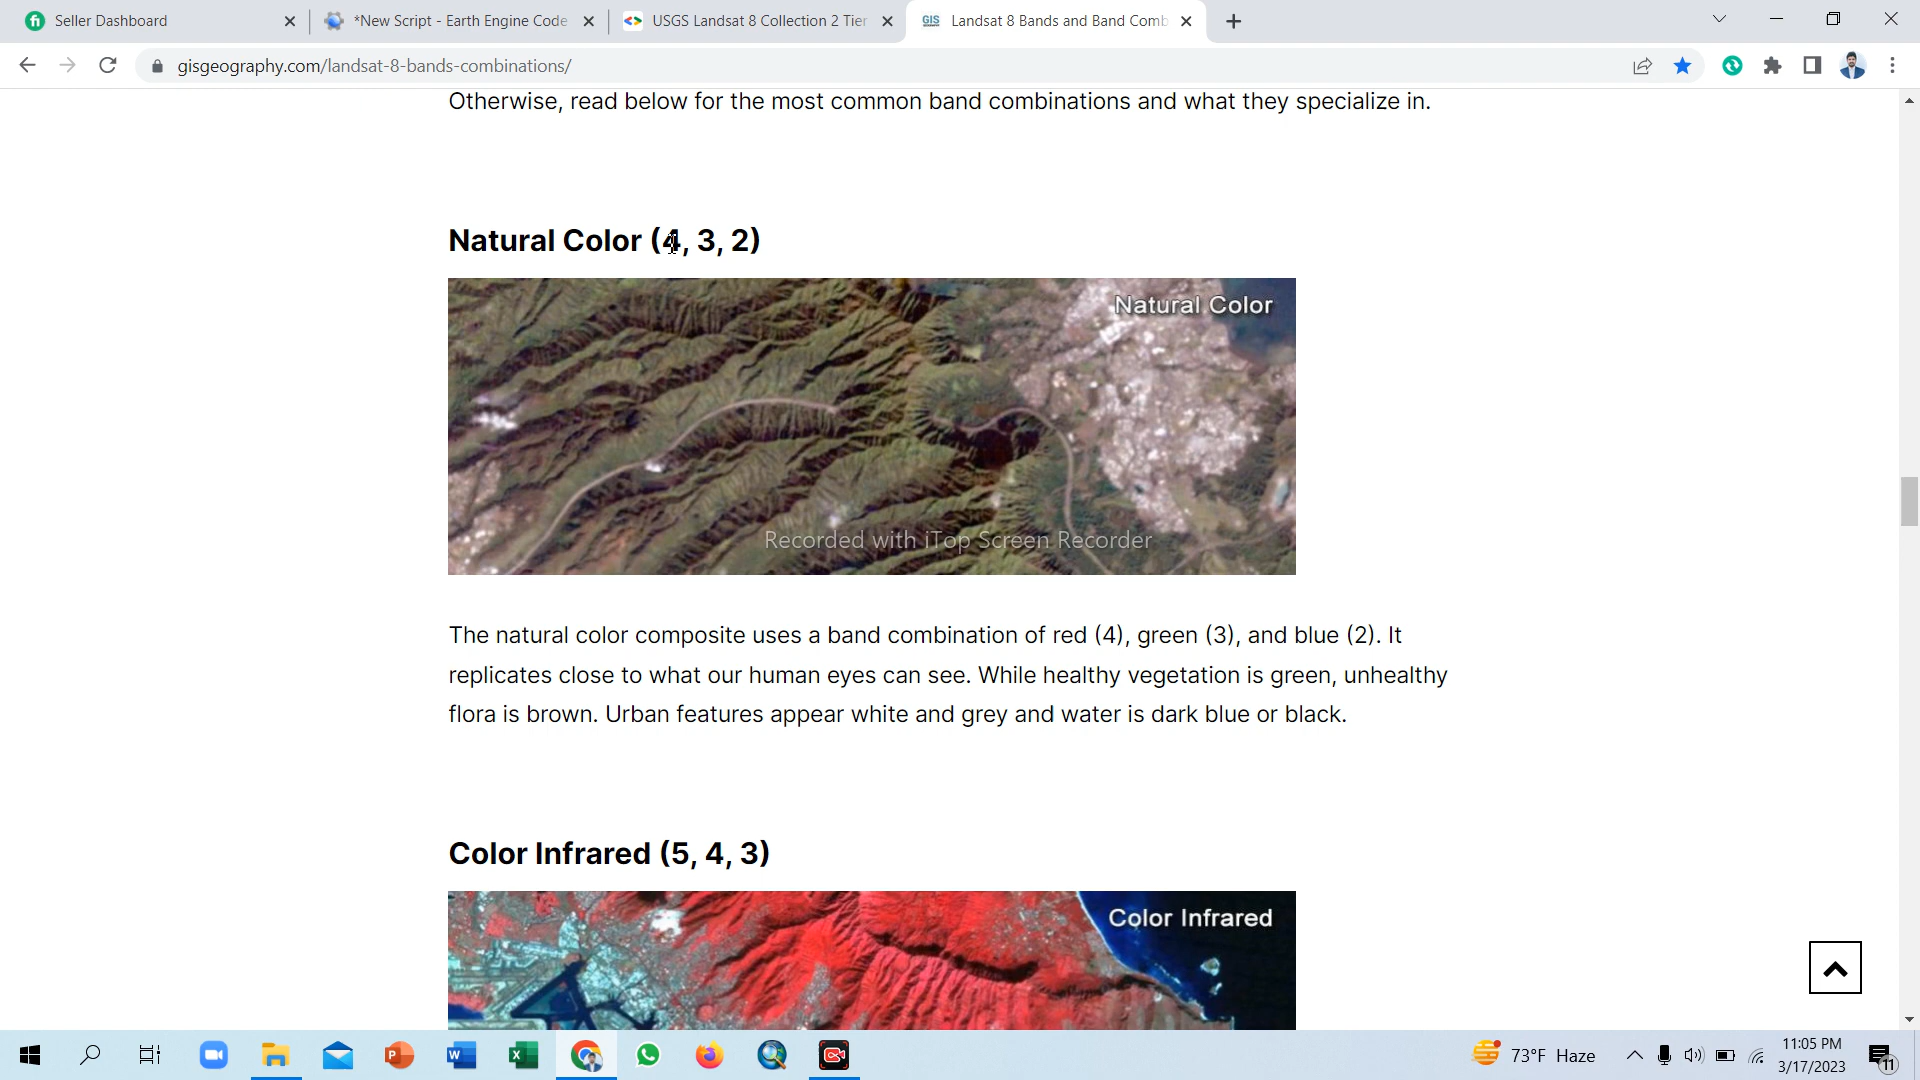 Seller Dashboard
*New Script - Earth Engine Code
USGS Landsat 8 Collection 2 Tier
GIS
Landsat 8 Bands and Band Comb
gisgeography.com/landsat-8-bands-combinations/
Otherwise, read below for the most common band combinations and what they specialize in.
Natural Color (4, 3, 2)
Natural Color
Recorded with iTop Screen Recorder
The natural color composite uses a band combination of red (4), green (3), and blue (2). It
replicates close to what our human eyes can see. While healthy vegetation is green, unhealthy
flora is brown. Urban features appear white and grey and water is dark blue or black.
Color Infrared (5, 4, 3)
Color Infrared
73°F Haze
11:05 PM
3/17/2023
11